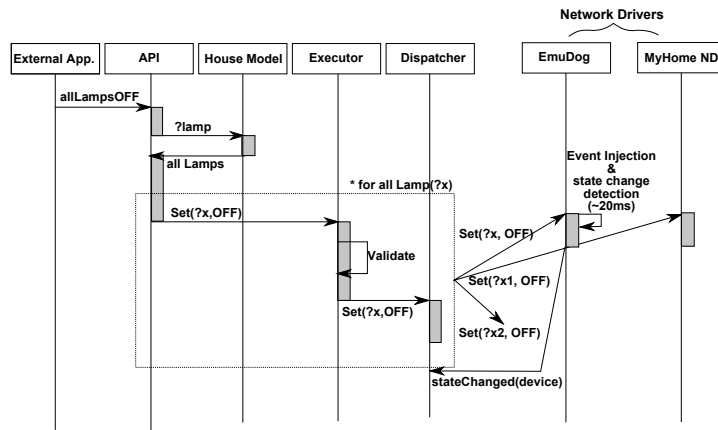 Network Drivers
External App.
API
House Model
Executor
Dispatcher
EmuDog
MyHome ND
allLampsOFF
?lamp
all Lamps
* for all Lamp(?x)
Event Injection
&
state change
detection
(~20ms)
Set(?x,OFF)
Set(?x, OFF)
Validate
Set(?x1, OFF)
Set(?x,OFF)
Set(?x2, OFF)
stateChanged(device)